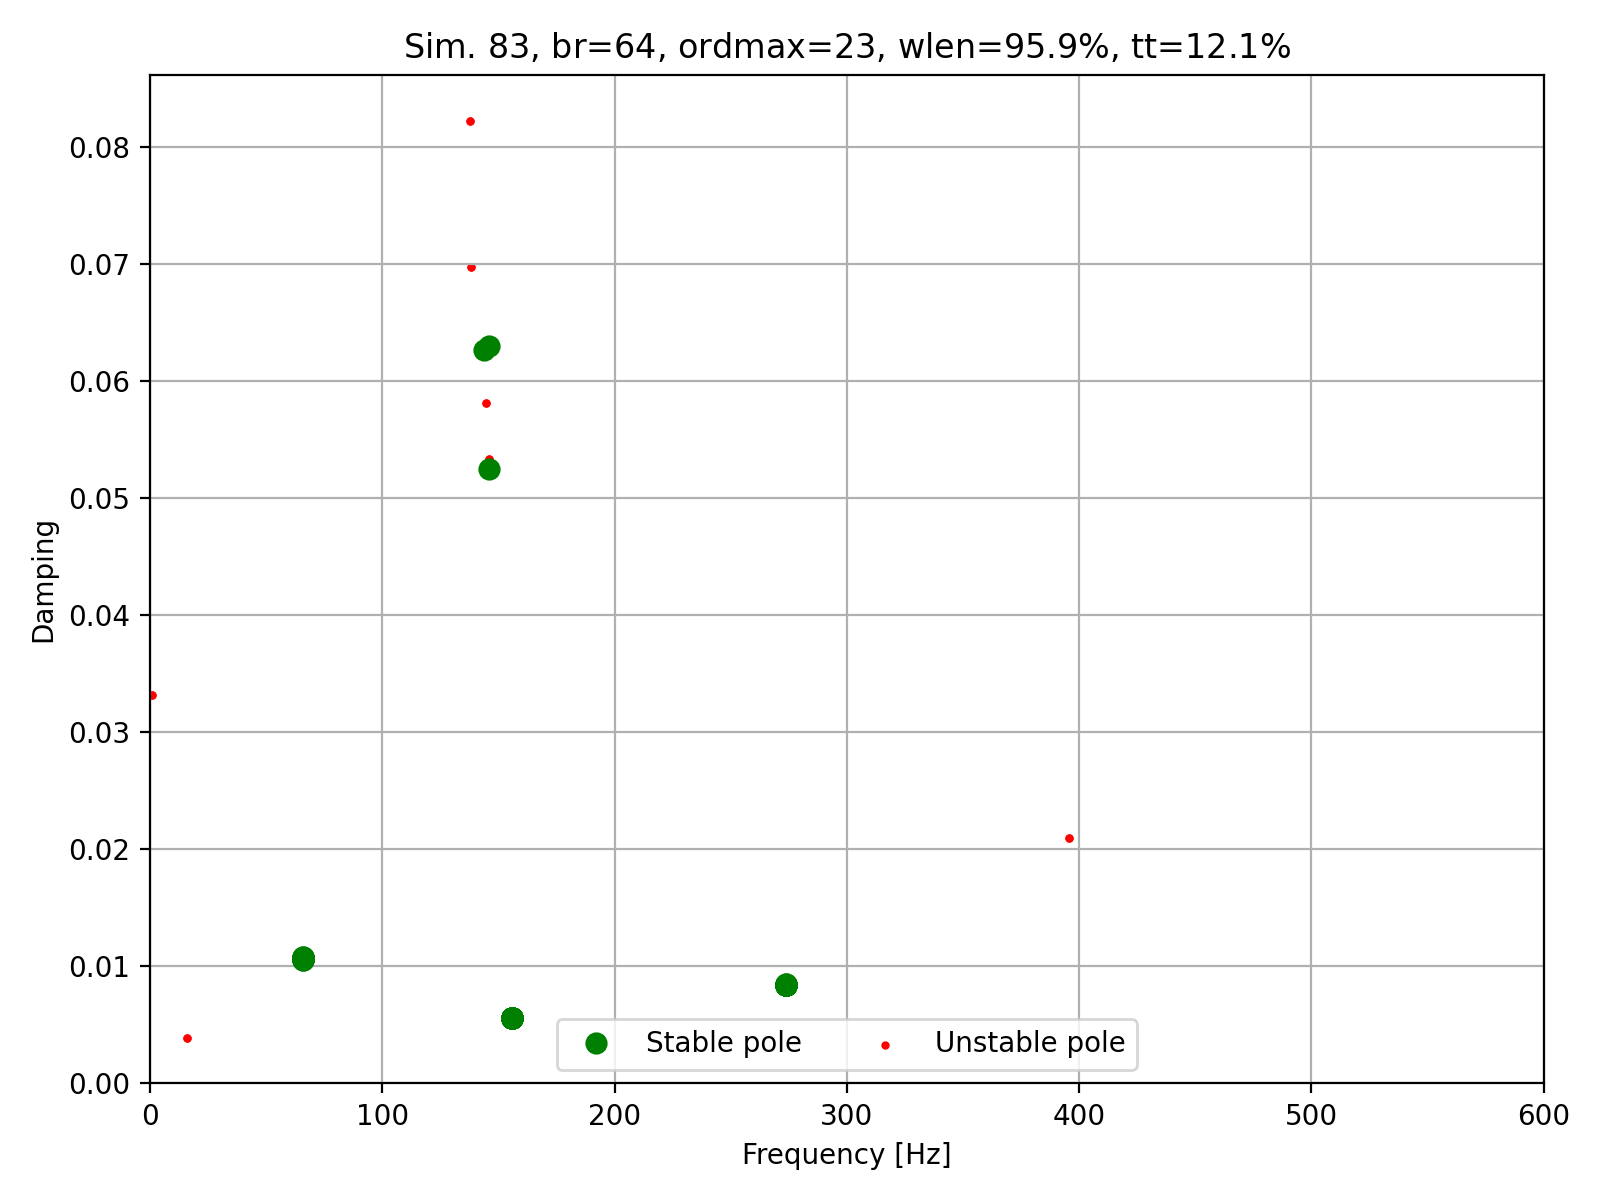 Sim. 83, br=64, ordmax=23, wlen=95.9%, tt=12.1%
0.08
0.07
0.06
0.05
0.04
0.03
0.02
0.01
0.00
Damping
Stable pole Unstable pole
0 100 200 300 400 500 600
Frequency [Hz]